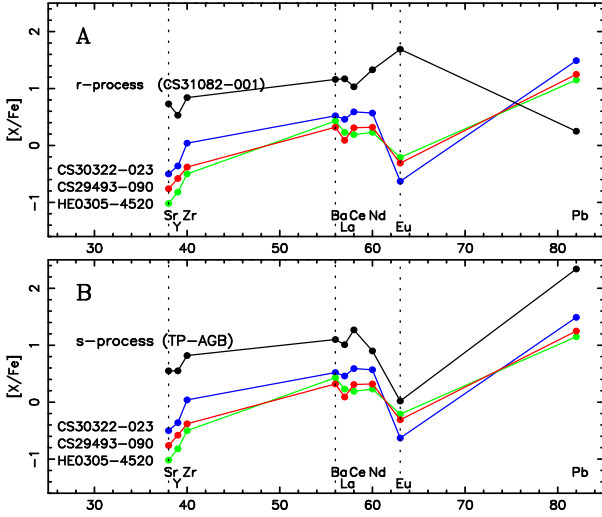 A
2
r-process (CS31082-001)
1
[X/Fe]
0
CS30322-023
CS29493-090
HE0305-4520
-1
Sr Zr Ba Ce Nd Pb
Y La Eu
30 40 50 60 70 80
B
2
s-process (TP-AGB)
1
[X/Fe]
0
CS30322-023
CS29493-090
HE0305-4520
-1
Sr Zr Ba Ce Nd Pb
Y La Eu
30 40 50 60 70 80